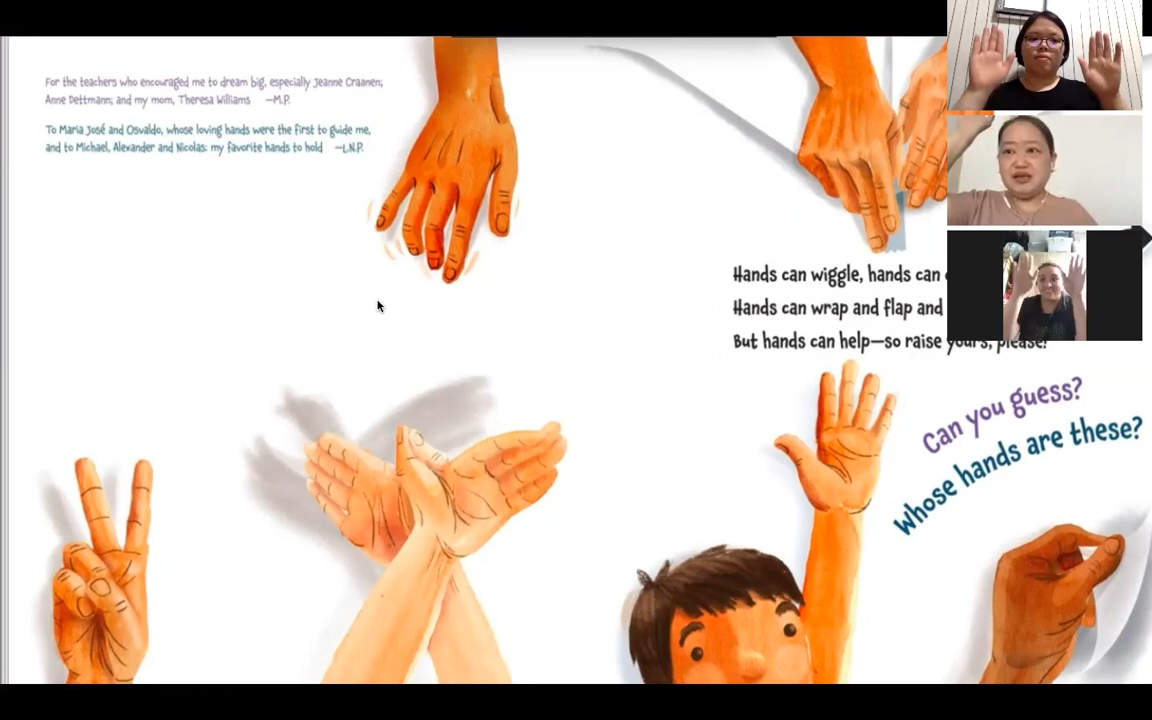 For the teachers who encouraged me to dream big, especially Jeanne Craanen;
Anne Dettmann; and my mom, Theresa Williams —M.P.
To Maria José and Osvaldo, whose loving hands were the first to guide me,
and to Michael, Alexander and Nicolas: my favorite hands to hold —L.N.P.
Hands can wiggle, hands can
Hands can wrap and flap and
But hands can help—so raise yours, please!
Can you guess?
Whose hands are these?